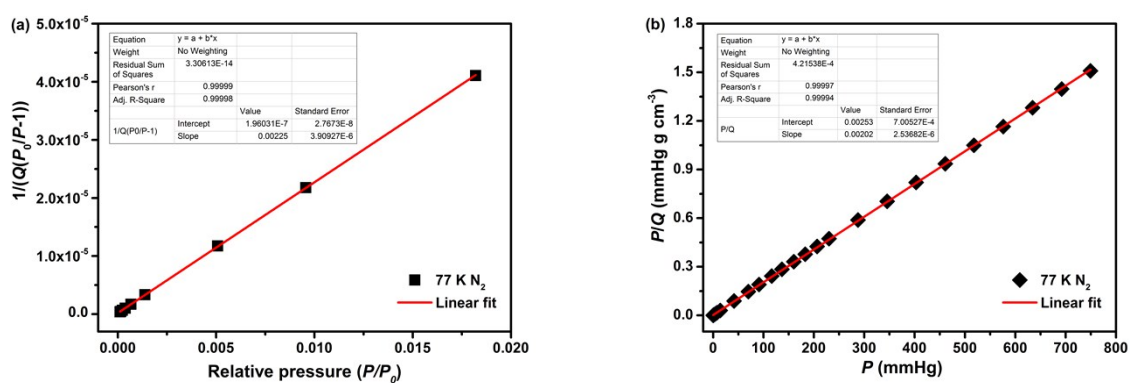 (a)
5.0x10⁻⁵
4.0x10⁻⁵
3.0x10⁻⁵
2.0x10⁻⁵
1.0x10⁻⁵
0.0
1/(Q(P₀/P-1))
Equation y = a + b*x
Weight No Weighting
Residual Sum of Squares 3.30613E-14
Pearson's r 0.99999
Adj. R-Square 0.99998
Value Standard Error
1/Q(P0/P-1) Intercept 1.96031E-7 2.7673E-8
Slope 0.00225 3.90927E-6
77 K N₂
Linear fit
0.000 0.005 0.010 0.015 0.020
Relative pressure (P/P₀)
(b)
1.8
1.5
1.2
0.9
0.6
0.3
0.0
P/Q (mmHg g cm⁻³)
Equation y = a + b*x
Weight No Weighting
Residual Sum of Squares 4.21538E-4
Pearson's r 0.99997
Adj. R-Square 0.99994
Value Standard Error
P/Q Intercept 0.00253 7.00527E-4
Slope 0.00202 2.53682E-6
77 K N₂
Linear fit
0 100 200 300 400 500 600 700 800
P (mmHg)